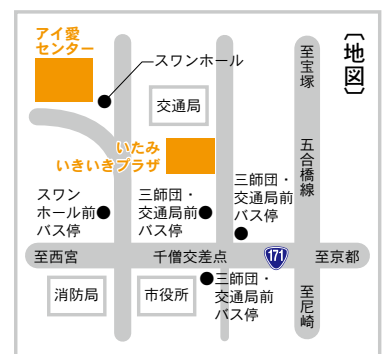 〔地図〕
アイ愛
センター
スワンホール
至宝塚
交通局
いたみ
いきいきプラザ
五合橋線
スワン
ホール前
バス停
三師団・
交通局前
バス停
三師団・
交通局前
バス停
至西宮
千僧交差点
171
至京都
消防局
市役所
三師団・
交通局前
バス停
至尼崎